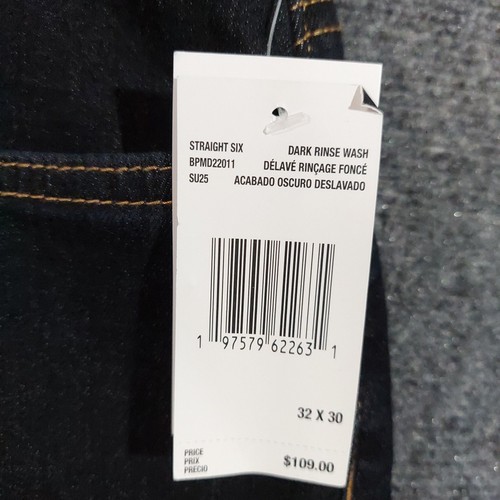 STRAIGHT SIX DARK RINSE WASH
BPMD22011 DÉLAVÉ RINÇAGE FONCÉ
SU25 ACABADO OSCURO DESLAVADO
1 97579 62263 1
32 X 30
PRICE
PRIX
PRECIO $109.00